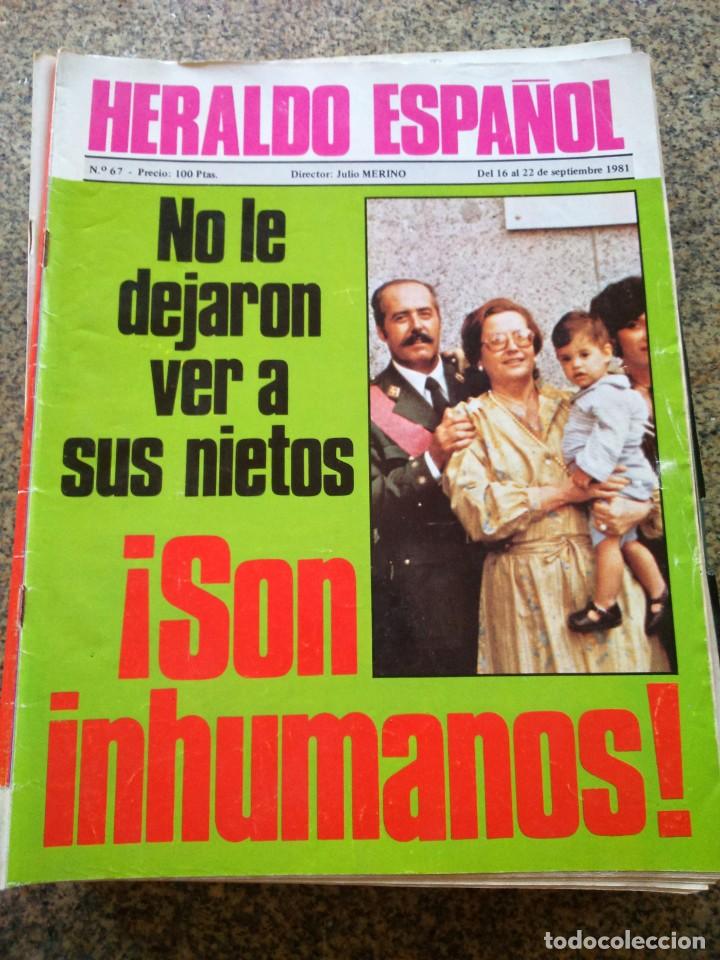 HERALDO ESPAÑOL
N.º 67 - Precio: 100 Ptas. Director: Julio MERINO Del 16 al 22 de septiembre 1981
No le
dejaron
ver a
sus nietos
¡Son
inhumanos!
todocoleccion